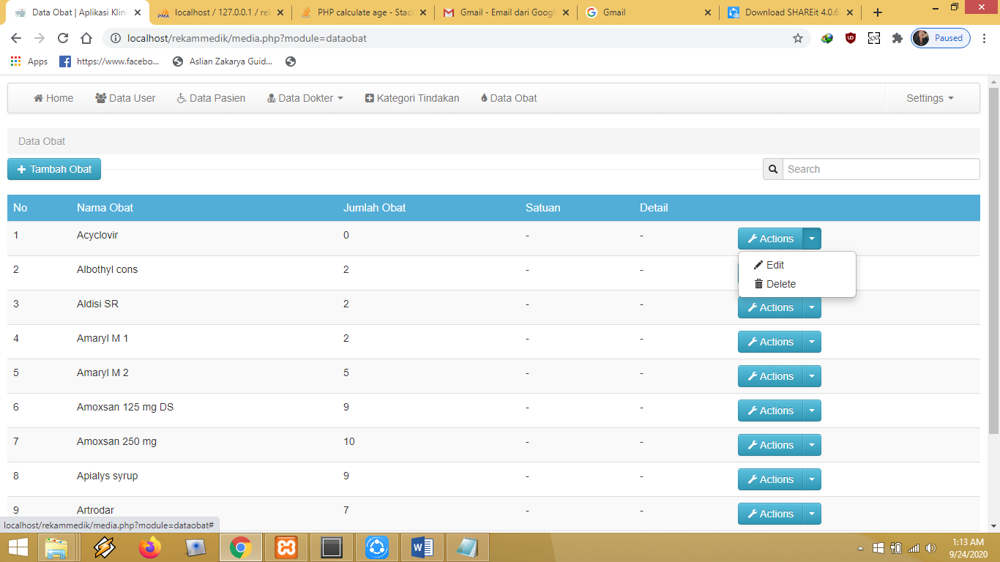 Data Obat | Aplikasi Klini
localhost / 127.0.0.1 / rek
PHP calculate age - Stack
Gmail - Email dari Google
Gmail
Download SHAREit 4.0.6.
localhost/rekammedik/media.php?module=dataobat
Paused
Apps
https://www.facebo...
Aslian Zakarya Guid...
Home
Data User
Data Pasien
Data Dokter
Kategori Tindakan
Data Obat
Settings
Data Obat
Tambah Obat
Search
No Nama Obat Jumlah Obat Satuan Detail
1 Acyclovir 0 - - Actions
Edit
Delete
2 Albothyl cons 2 - -
3 Aldisi SR 2 - - Actions
4 Amaryl M 1 2 - - Actions
5 Amaryl M 2 5 - - Actions
6 Amoxsan 125 mg DS 9 - - Actions
7 Amoxsan 250 mg 10 - - Actions
8 Apialys syrup 9 - - Actions
9 Artrodar 7 - - Actions
localhost/rekammedik/media.php?module=dataobat#
1:13 AM
9/24/2020